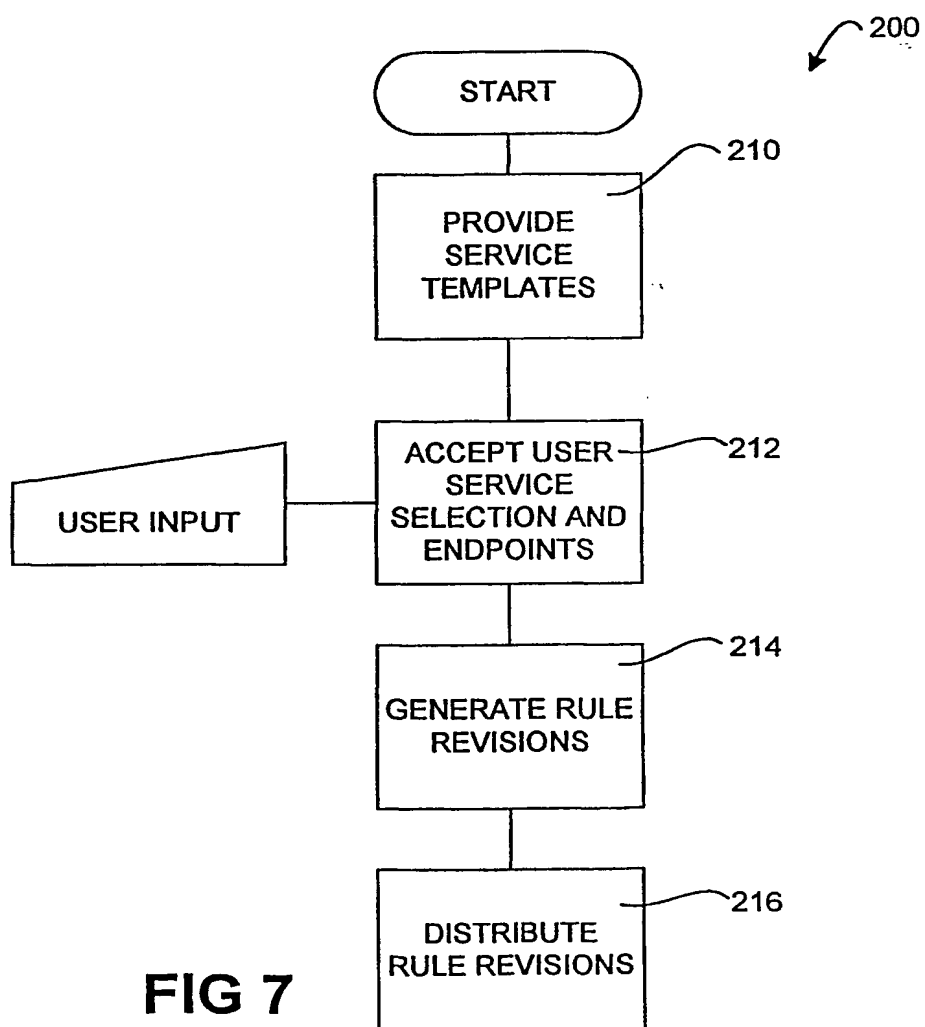 200
START
210
PROVIDE
SERVICE
TEMPLATES
ACCEPT USER
SERVICE
SELECTION AND
ENDPOINTS
212
USER INPUT
214
GENERATE RULE
REVISIONS
216
DISTRIBUTE
RULE REVISIONS
FIG 7